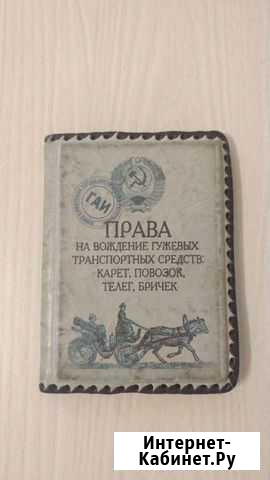 ГАИ
ПРАВА
НА ВОЖДЕНИЕ ГУЖЕВЫХ
ТРАНСПОРТНЫХ СРЕДСТВ:
КАРЕТ, ПОВОЗОК,
ТЕЛЕГ, БРИЧЕК
Интернет-
Кабинет.Ру